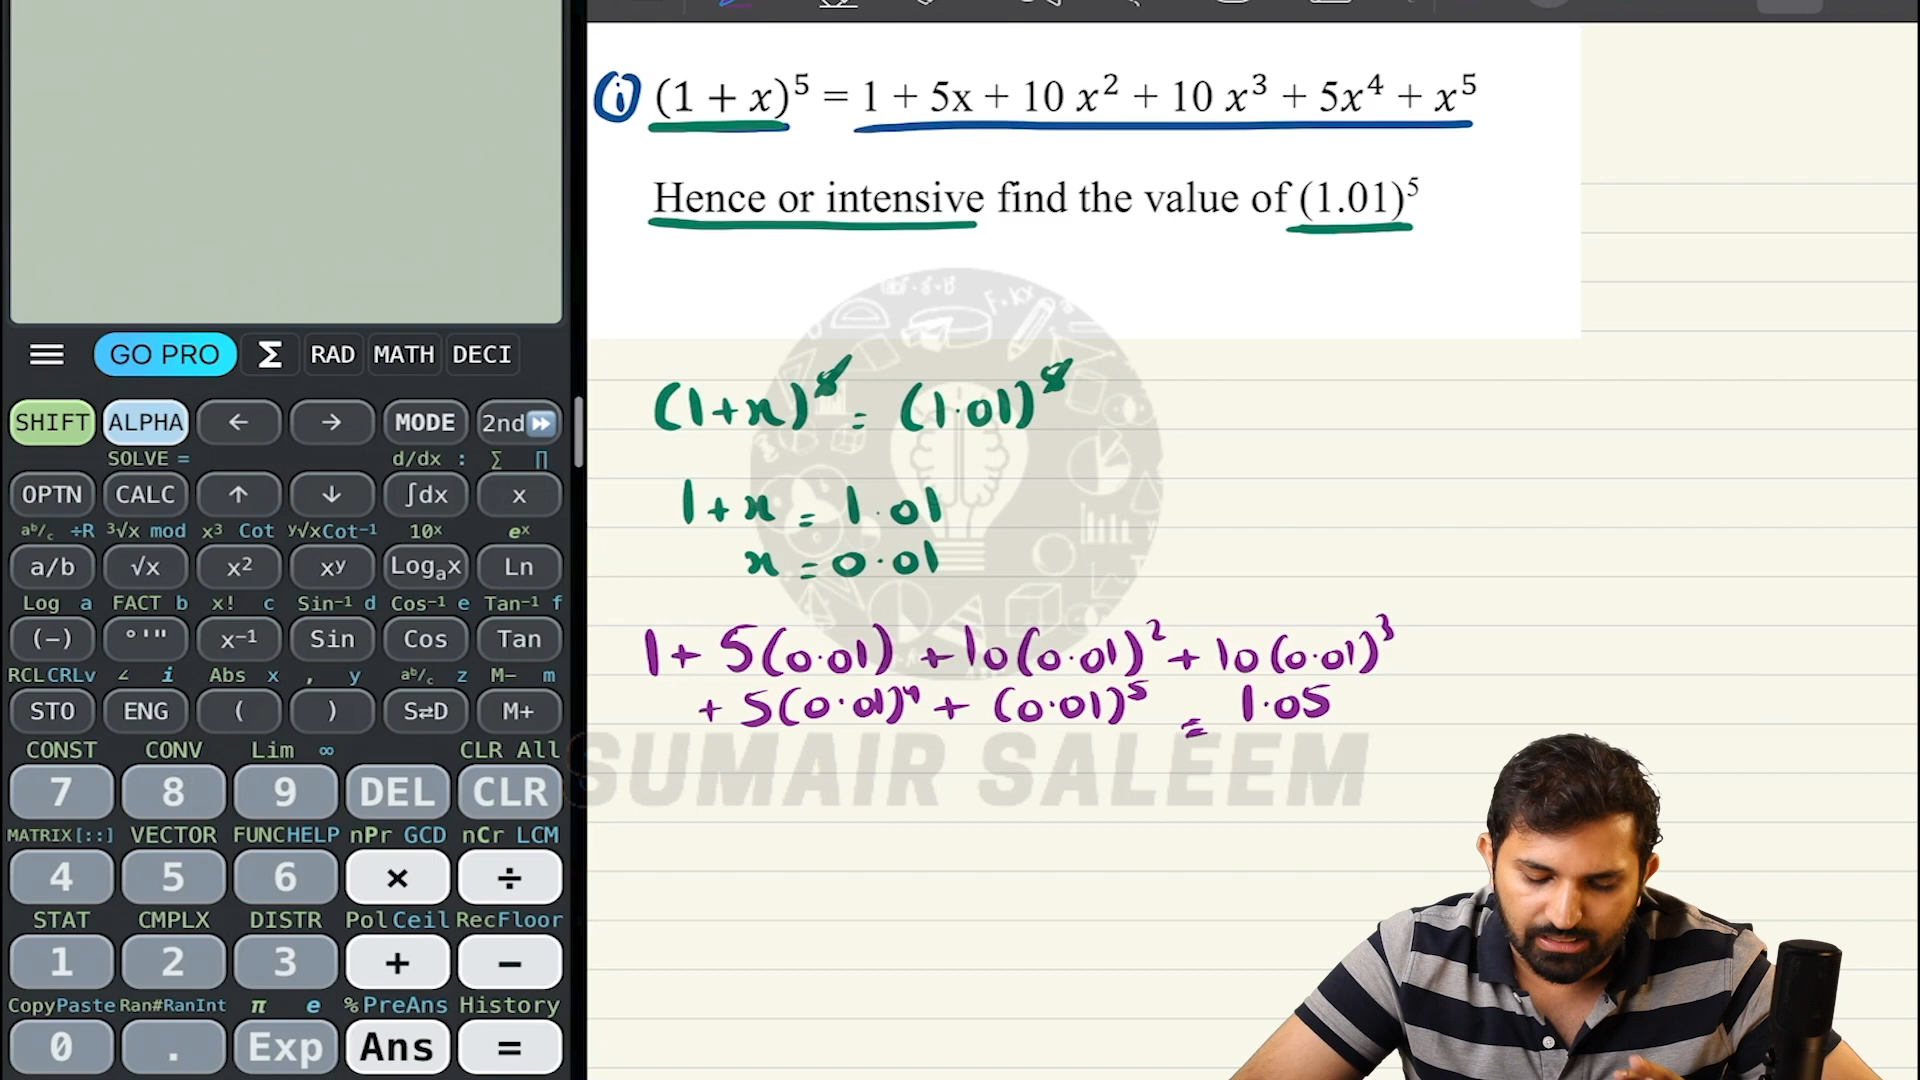 GO PRO Σ RAD MATH DECI
SHIFT ALPHA ← → MODE 2nd
SOLVE = d/dx : ∑ ∏
OPTN CALC ↑ ↓ ∫dx x
aᵇ/c ÷R ³√x mod x³ Cot ʸ√x Cot⁻¹ 10ˣ eˣ
a/b √x x² xʸ Logₐx Ln
Log a FACT b x! c Sin⁻¹ d Cos⁻¹ e Tan⁻¹ f
(−) °'" x⁻¹ Sin Cos Tan
RCL CRLv ∠ i Abs x , y aᵇ/c z M− m
STO ENG ( ) S⇄D M+
CONST CONV Lim ∞ CLR All
7 8 9 DEL CLR
MATRIX[::] VECTOR FUNC HELP nPr GCD nCr LCM
4 5 6 × ÷
STAT CMPLX DISTR Pol Ceil Rec Floor
1 2 3 + −
Copy Paste Ran# RanInt π e % PreAns History
0 . Exp Ans =
i (1 + x)⁵ = 1 + 5x + 10 x² + 10 x³ + 5x⁴ + x⁵
Hence or intensive find the value of (1.01)⁵
(1+x)⁵ = (1.01)⁵
1+x = 1.01
x = 0.01
1 + 5(0.01) + 10(0.01)² + 10(0.01)³
+ 5(0.01)⁴ + (0.01)⁵ = 1.05
SUMAIR SALEEM